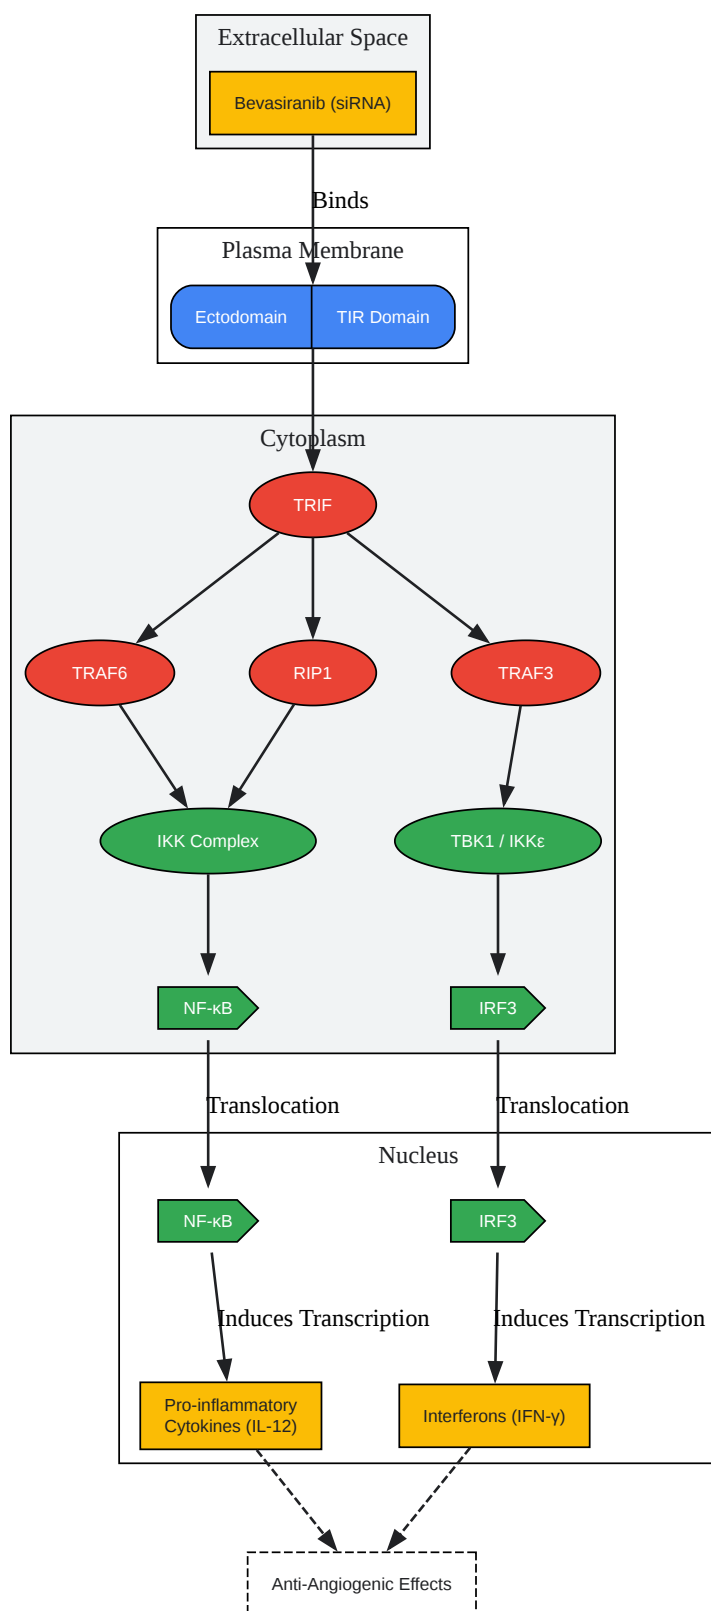 Extracellular Space
Bevasiranib (siRNA)
Binds
Plasma Membrane
Ectodomain
TIR Domain
Cytoplasm
TRIF
TRAF6
RIP1
TRAF3
IKK Complex
TBK1 / IKKε
NF-κB
IRF3
Translocation
Translocation
Nucleus
NF-κB
IRF3
Induces Transcription
Induces Transcription
Pro-inflammatory
Cytokines (IL-12)
Interferons (IFN-γ)
Anti-Angiogenic Effects